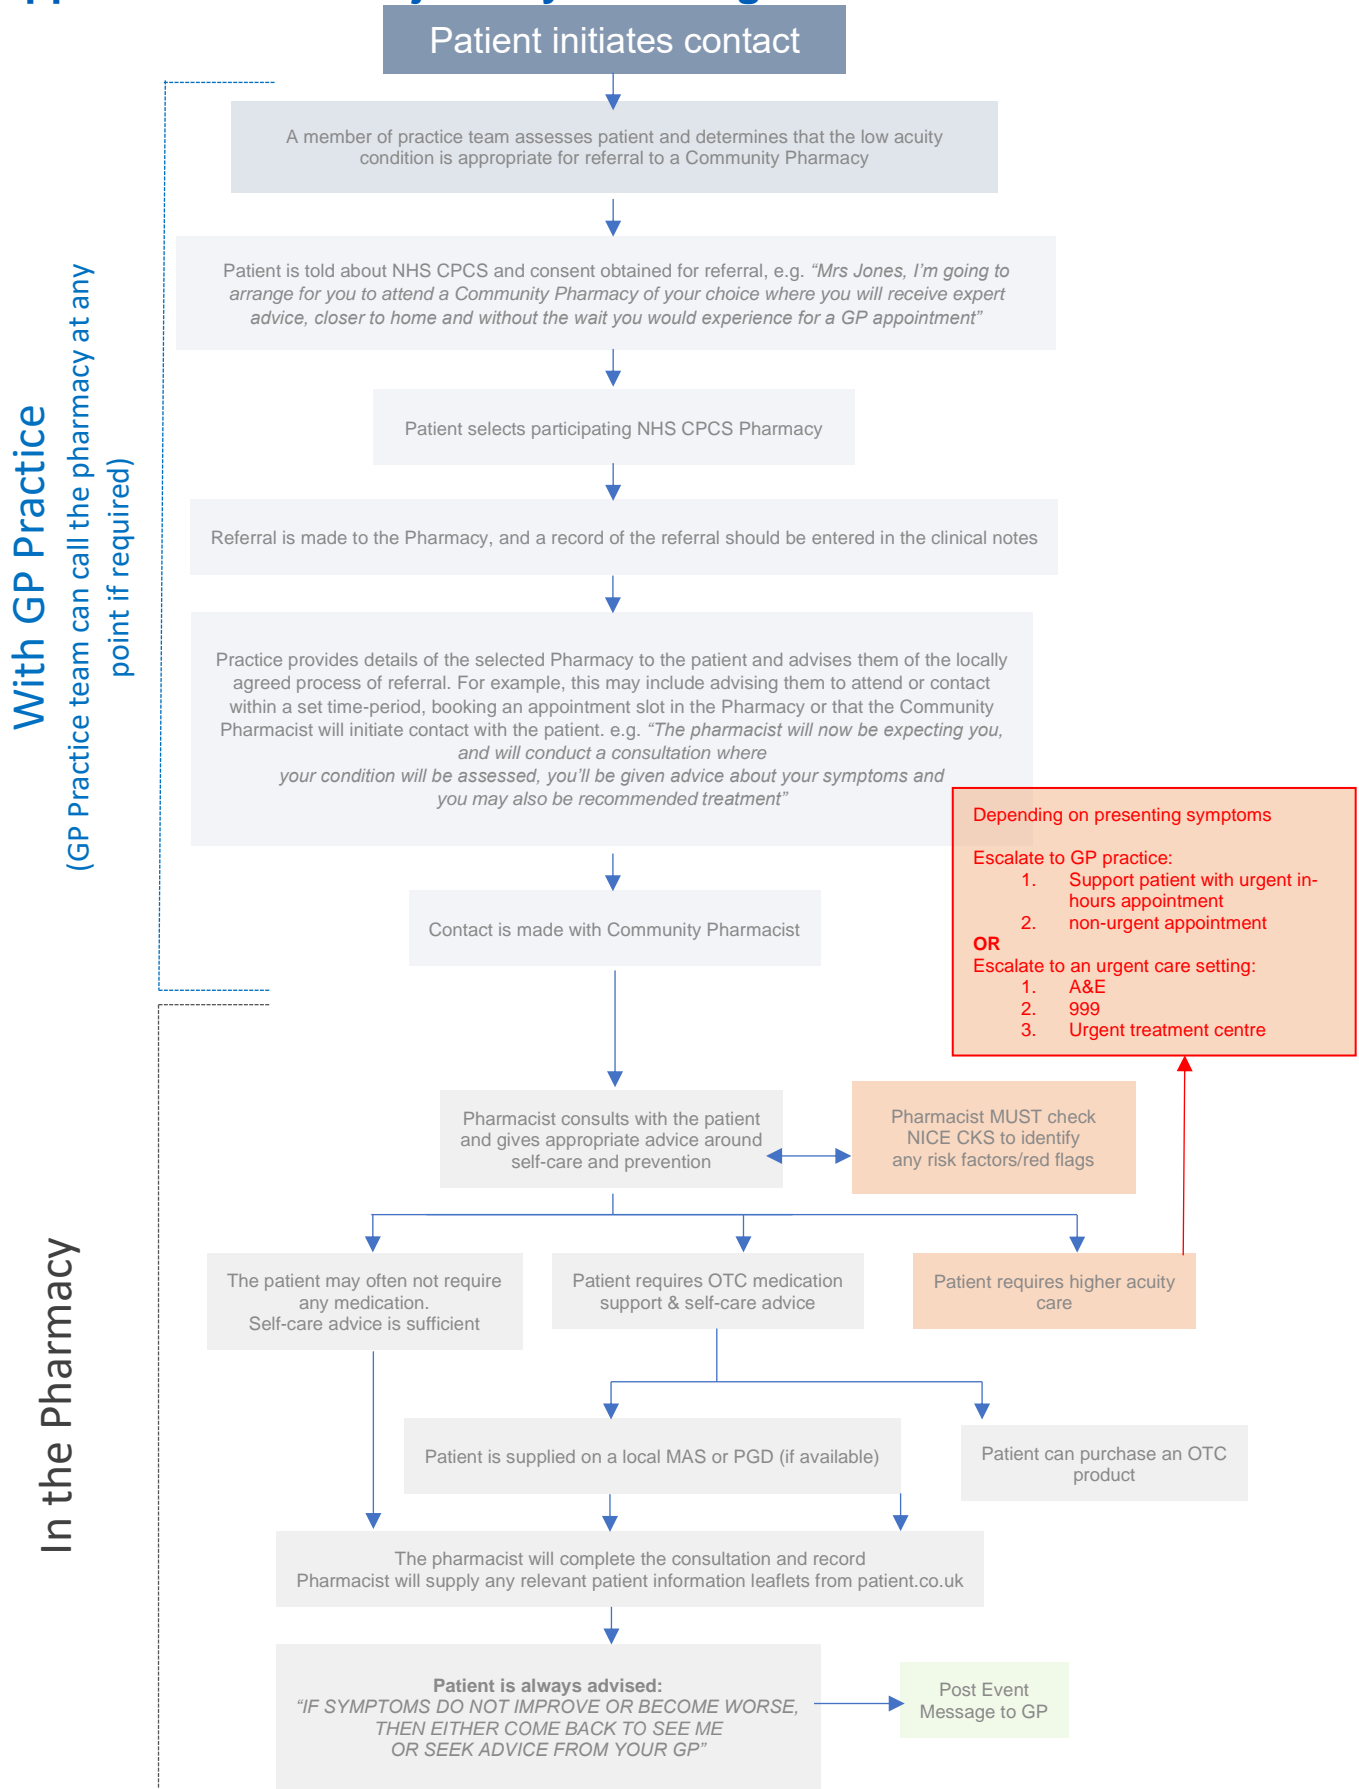 Patient initiates contact
A member of practice team assesses patient and determines that the low acuity
condition is appropriate for referral to a Community Pharmacy
Patient is told about NHS CPCS and consent obtained for referral, e.g. “Mrs Jones, I’m going to
arrange for you to attend a Community Pharmacy of your choice where you will receive expert
advice, closer to home and without the wait you would experience for a GP appointment”
Patient selects participating NHS CPCS Pharmacy
With GP Practice
(GP Practice team can call the pharmacy at any
point if required)
Referral is made to the Pharmacy, and a record of the referral should be entered in the clinical notes
Practice provides details of the selected Pharmacy to the patient and advises them of the locally
agreed process of referral. For example, this may include advising them to attend or contact
within a set time-period, booking an appointment slot in the Pharmacy or that the Community
Pharmacist will initiate contact with the patient. e.g. “The pharmacist will now be expecting you,
and will conduct a consultation where
your condition will be assessed, you’ll be given advice about your symptoms and
you may also be recommended treatment”
Depending on presenting symptoms
Escalate to GP practice:
1. Support patient with urgent in-
hours appointment
2. non-urgent appointment
OR
Escalate to an urgent care setting:
1. A&E
2. 999
3. Urgent treatment centre
Contact is made with Community Pharmacist
In the Pharmacy
Pharmacist consults with the patient
and gives appropriate advice around
self-care and prevention
Pharmacist MUST check
NICE CKS to identify
any risk factors/red flags
The patient may often not require
any medication.
Self-care advice is sufficient
Patient requires OTC medication
support & self-care advice
Patient requires higher acuity
care
Patient is supplied on a local MAS or PGD (if available)
Patient can purchase an OTC
product
The pharmacist will complete the consultation and record
Pharmacist will supply any relevant patient information leaflets from patient.co.uk
Patient is always advised:
“IF SYMPTOMS DO NOT IMPROVE OR BECOME WORSE,
THEN EITHER COME BACK TO SEE ME
OR SEEK ADVICE FROM YOUR GP”
Post Event
Message to GP